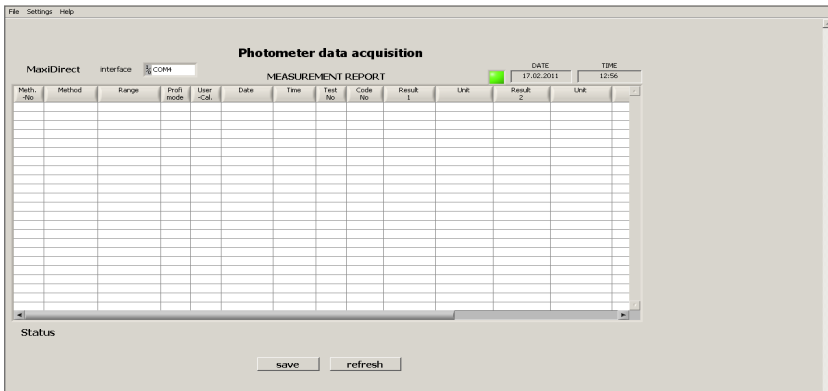 File Settings Help
Photometer data acquisition
MaxiDirect interface COM4
DATE TIME
MEASUREMENT REPORT
17.02.2011 12:56
Meth. -No Method Range Profi mode User -Cal. Date Time Test No Code No Result 1 Unit Result 2 Unit
Status
save refresh